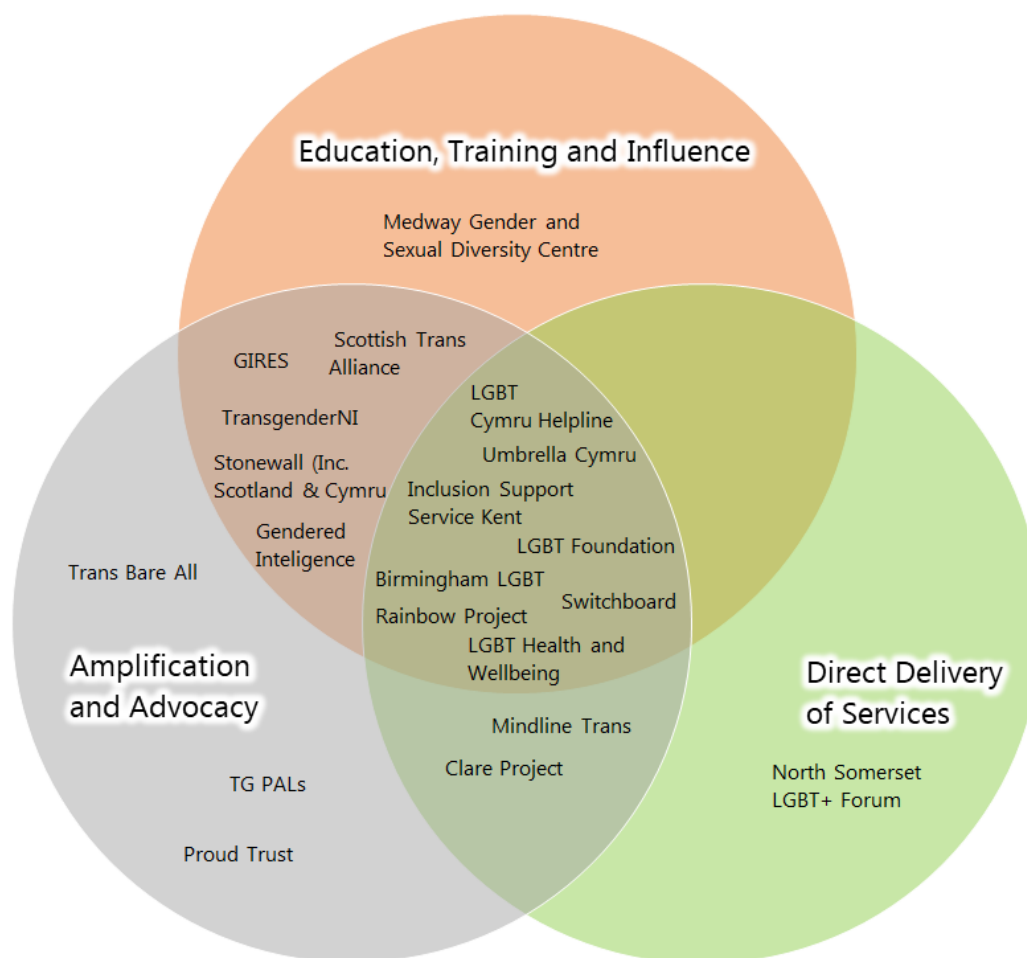 Education, Training and Influence
Medway Gender and
Sexual Diversity Centre
Scottish Trans
Alliance
GIRES
TransgenderNI
Stonewall (Inc.
Scotland & Cymru
Gendered
Inteligence
LGBT
Cymru Helpline
Umbrella Cymru
Inclusion Support
Service Kent
LGBT Foundation
Birmingham LGBT
Switchboard
Rainbow Project
LGBT Health and
Wellbeing
Trans Bare All
Amplification
and Advocacy
TG PALs
Proud Trust
Mindline Trans
Clare Project
Direct Delivery
of Services
North Somerset
LGBT+ Forum